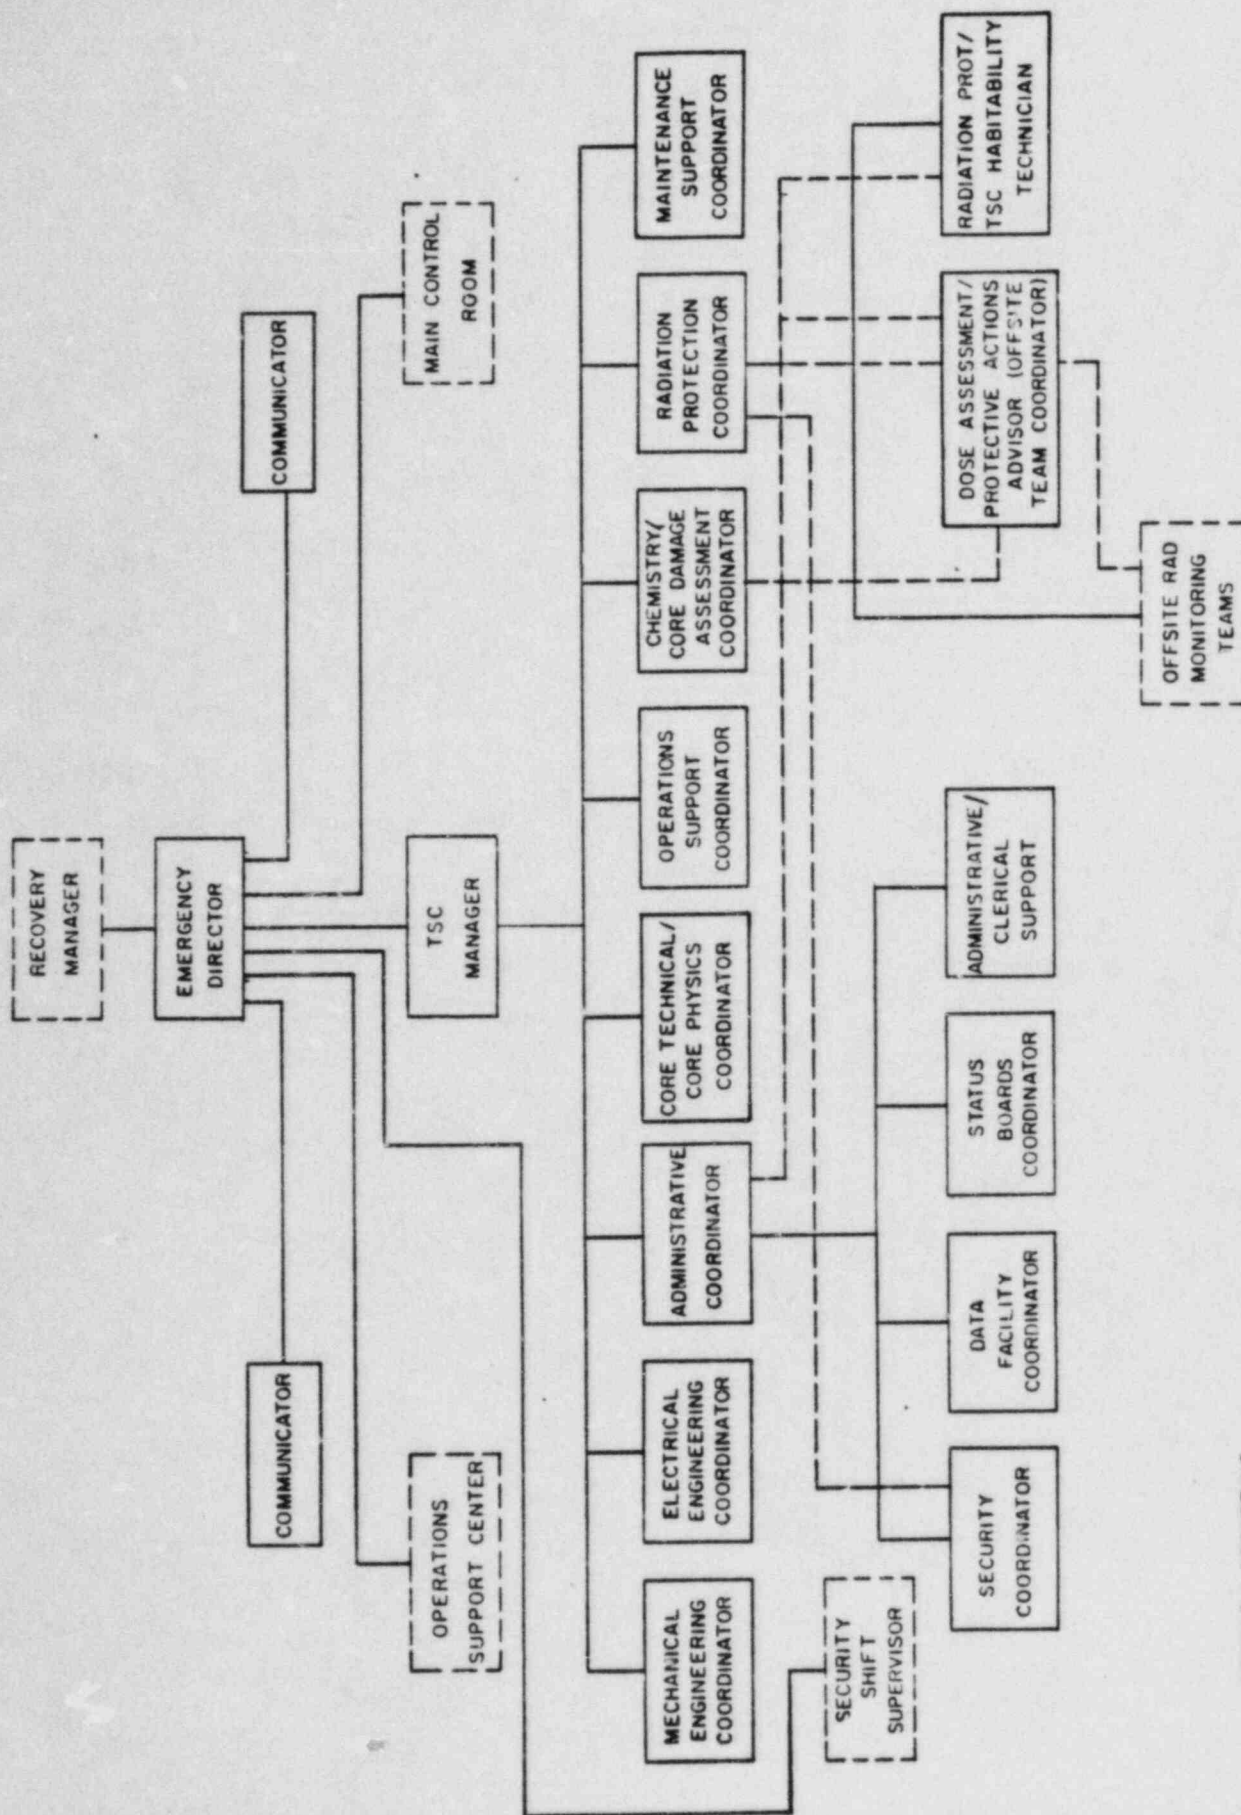 RECOVERY
MANAGER
EMERGENCY
DIRECTOR
COMMUNICATOR
COMMUNICATOR
OPERATIONS
SUPPORT CENTER
TSC
MANAGER
MAIN CONTROL
ROOM
MECHANICAL
ENGINEERING
COORDINATOR
ELECTRICAL
ENGINEERING
COORDINATOR
ADMINISTRATIVE
COORDINATOR
CORE TECHNICAL/
CORE PHYSICS
COORDINATOR
OPERATIONS
SUPPORT
COORDINATOR
CHEMISTRY/
CORE DAMAGE
ASSESSMENT
COORDINATOR
RADIATION
PROTECTION
COORDINATOR
MAINTENANCE
SUPPORT
COORDINATOR
SECURITY
SHIFT
SUPERVISOR
SECURITY
COORDINATOR
DATA
FACILITY
COORDINATOR
STATUS
BOARDS
COORDINATOR
ADMINISTRATIVE/
CLERICAL
SUPPORT
DOSE ASSESSMENT/
PROTECTIVE ACTIONS
ADVISOR (OFFSITE
TEAM COORDINATOR)
RADIATION PROT/
TSC HABITABILITY
TECHNICIAN
OFFSITE RAD
MONITORING
TEAMS